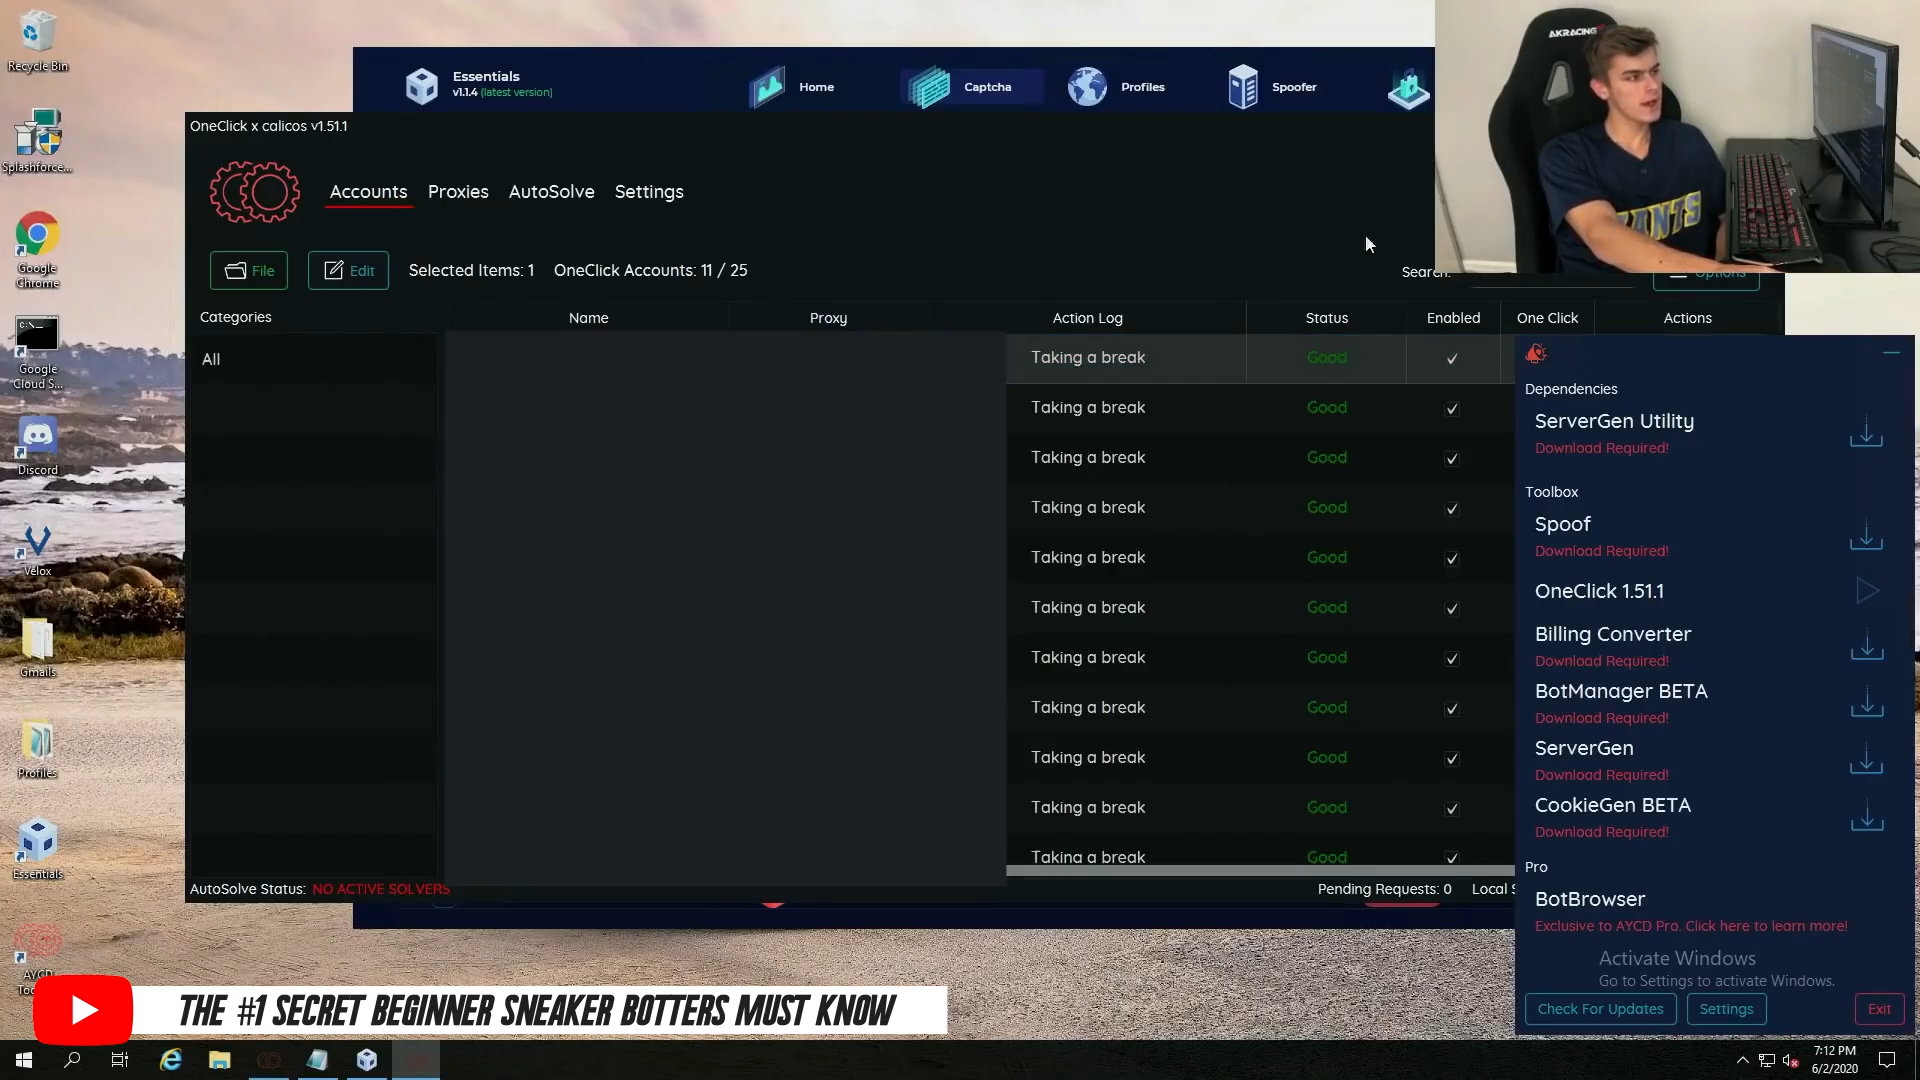 Recycle Bin
Splashforce...
Google
Chrome
Google
Cloud S...
Discord
Velox
Gmails
Profiles
Essentials
AYCD
Essentials
v1.1.4 (latest version)
Home
Captcha
Profiles
Spoofer
AKRACING
OneClick x calicos v1.51.1
Accounts
Proxies
AutoSolve
Settings
File
Edit
Selected Items: 1
OneClick Accounts: 11 / 25
Search:
Options
Categories
Name
Proxy
Action Log
Status
Enabled
One Click
Actions
All
Taking a break Good
Taking a break Good
Taking a break Good
Taking a break Good
Taking a break Good
Taking a break Good
Taking a break Good
Taking a break Good
Taking a break Good
Taking a break Good
Taking a break Good
AutoSolve Status: NO ACTIVE SOLVERS
Pending Requests: 0
Local
Dependencies
ServerGen Utility
Download Required!
Toolbox
Spoof
Download Required!
OneClick 1.51.1
Billing Converter
Download Required!
BotManager BETA
Download Required!
ServerGen
Download Required!
CookieGen BETA
Download Required!
Pro
BotBrowser
Exclusive to AYCD Pro. Click here to learn more!
Activate Windows
Go to Settings to activate Windows.
Check For Updates
Settings
Exit
THE #1 SECRET BEGINNER SNEAKER BOTTERS MUST KNOW
7:12 PM
6/2/2020